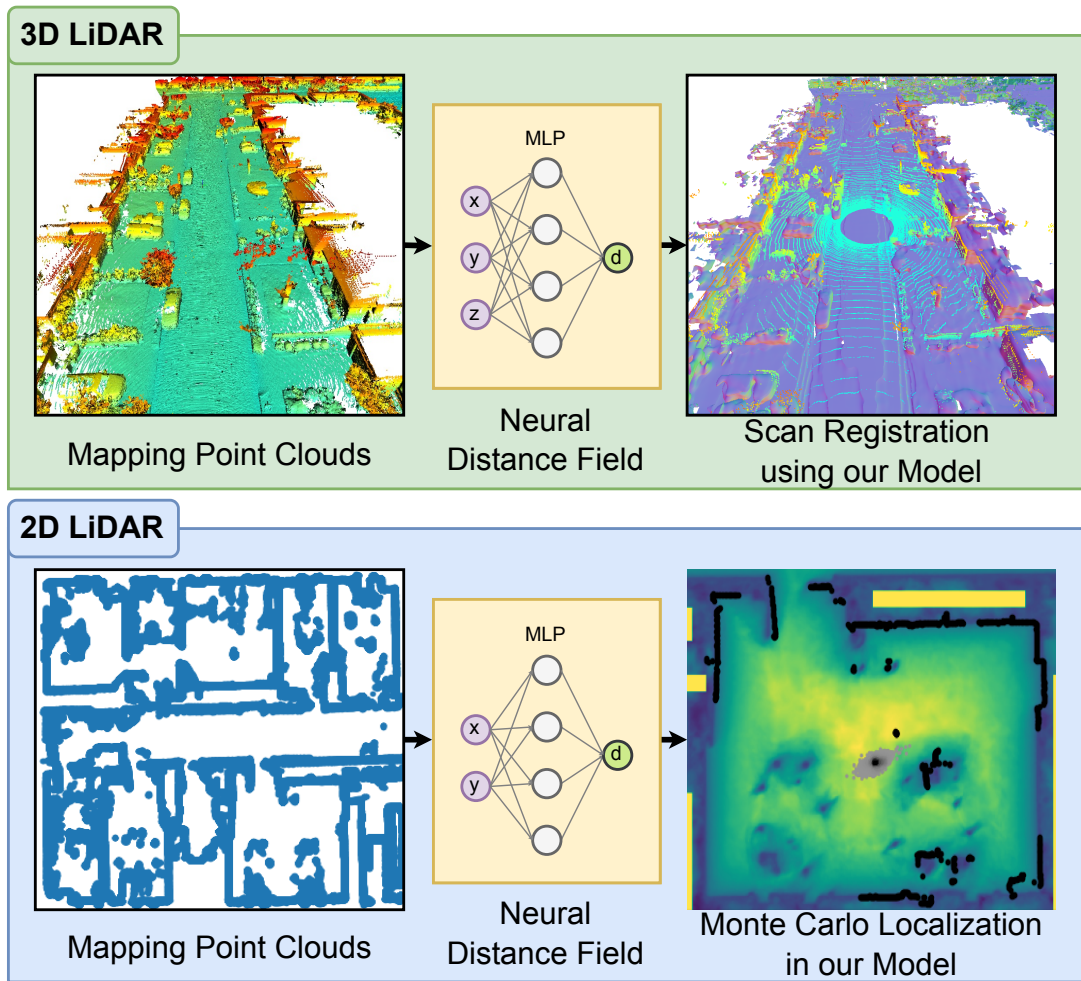 3D LiDAR
MLP
x
y
z
d
Mapping Point Clouds
Neural
Distance Field
Scan Registration
using our Model
2D LiDAR
MLP
x
y
d
Mapping Point Clouds
Neural
Distance Field
Monte Carlo Localization
in our Model